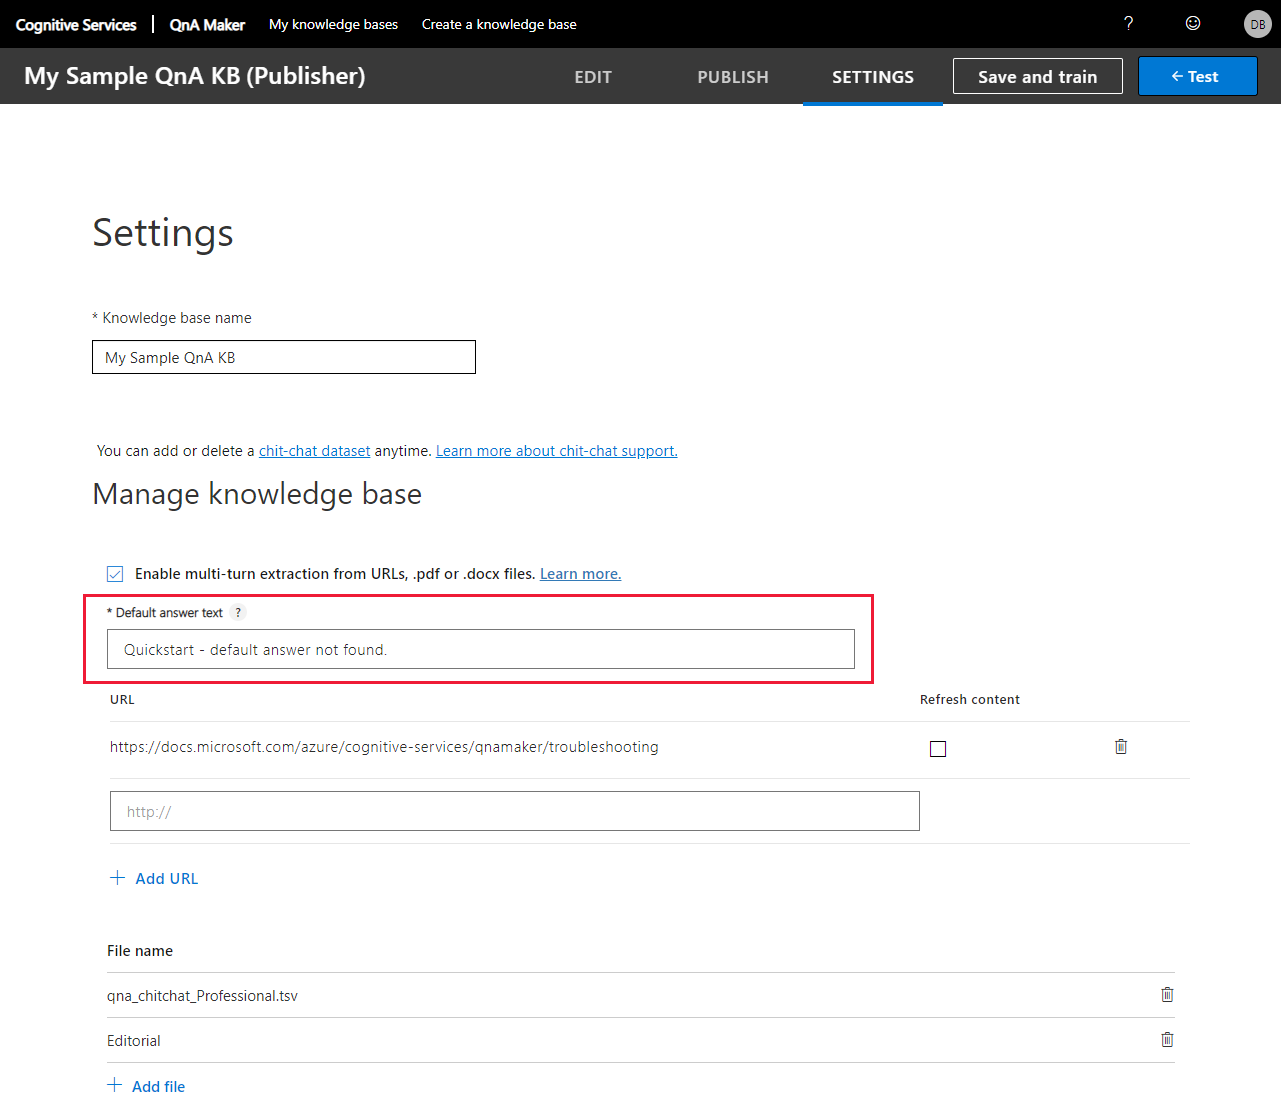 Cognitive Services | QnA Maker My knowledge bases Create a knowledge base ? DB
My Sample QnA KB (Publisher) EDIT PUBLISH SETTINGS Save and train ← Test
Settings
* Knowledge base name
My Sample QnA KB
You can add or delete a chit-chat dataset anytime. Learn more about chit-chat support.
Manage knowledge base
Enable multi-turn extraction from URLs, .pdf or .docx files. Learn more.
* Default answer text ?
Quickstart - default answer not found.
URL Refresh content
https://docs.microsoft.com/azure/cognitive-services/qnamaker/troubleshooting
http://
+ Add URL
File name
qna_chitchat_Professional.tsv
Editorial
+ Add file